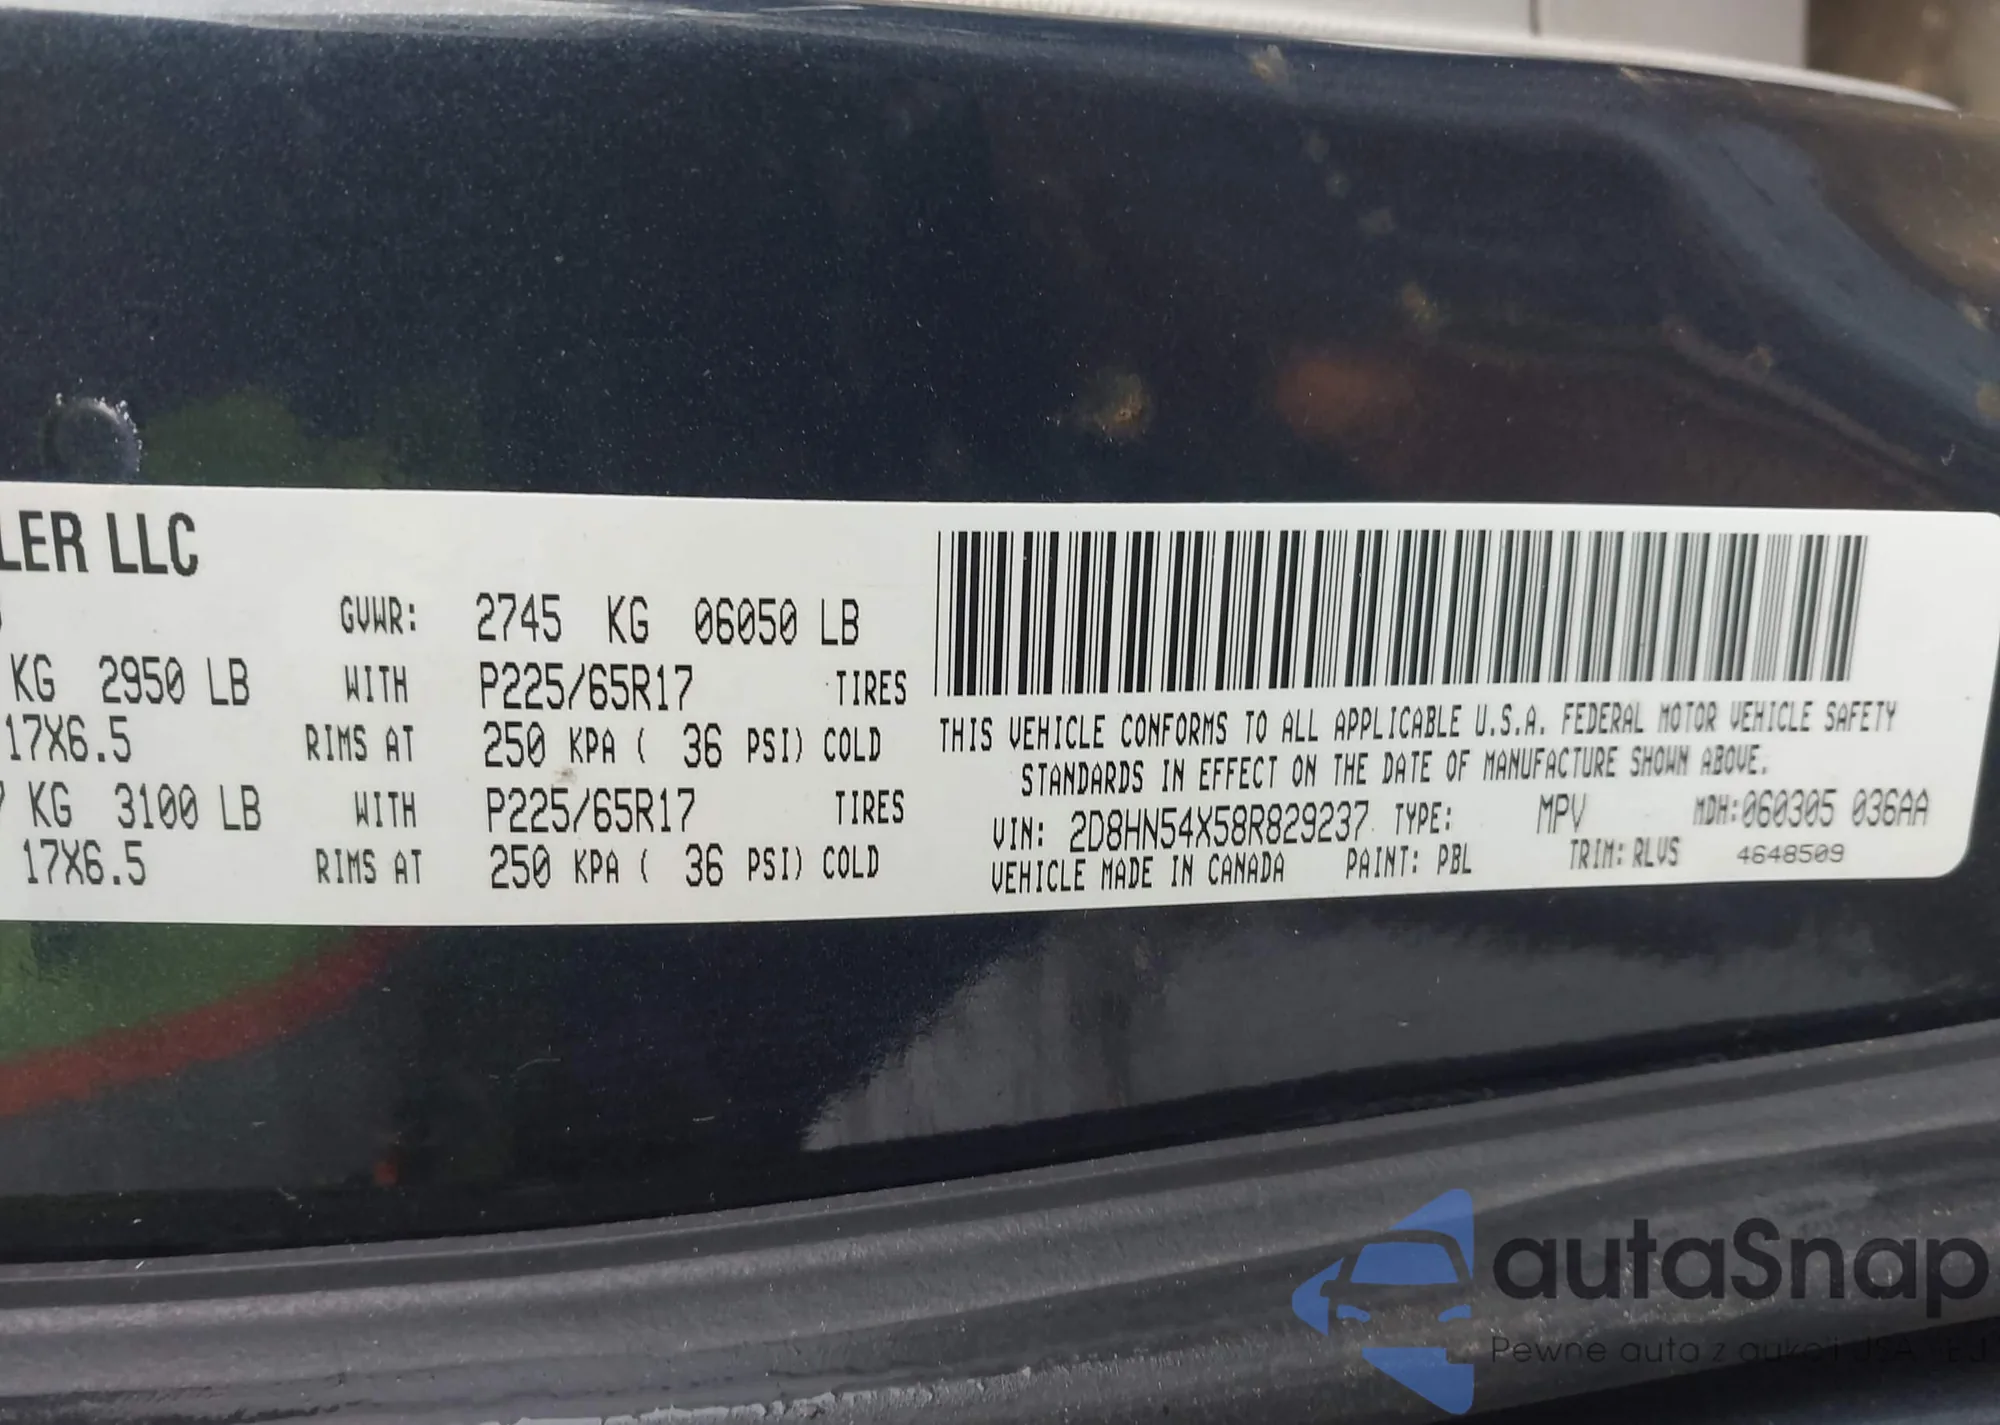 LER LLC
GVWR: 2745 KG 06050 LB
KG 2950 LB WITH P225/65R17 TIRES
17X6.5 RIMS AT 250 KPA ( 36 PSI) COLD
KG 3100 LB WITH P225/65R17 TIRES
17X6.5 RIMS AT 250 KPA ( 36 PSI) COLD
THIS VEHICLE CONFORMS TO ALL APPLICABLE U.S.A. FEDERAL MOTOR VEHICLE SAFETY
STANDARDS IN EFFECT ON THE DATE OF MANUFACTURE SHOWN ABOVE.
VIN: 2D8HN54X58R829237 TYPE: MPV MDH:060305 036AA
VEHICLE MADE IN CANADA PAINT: PBL TRIM: RLVS 4648509
autaSnap
Pewne auta z aukcji USA